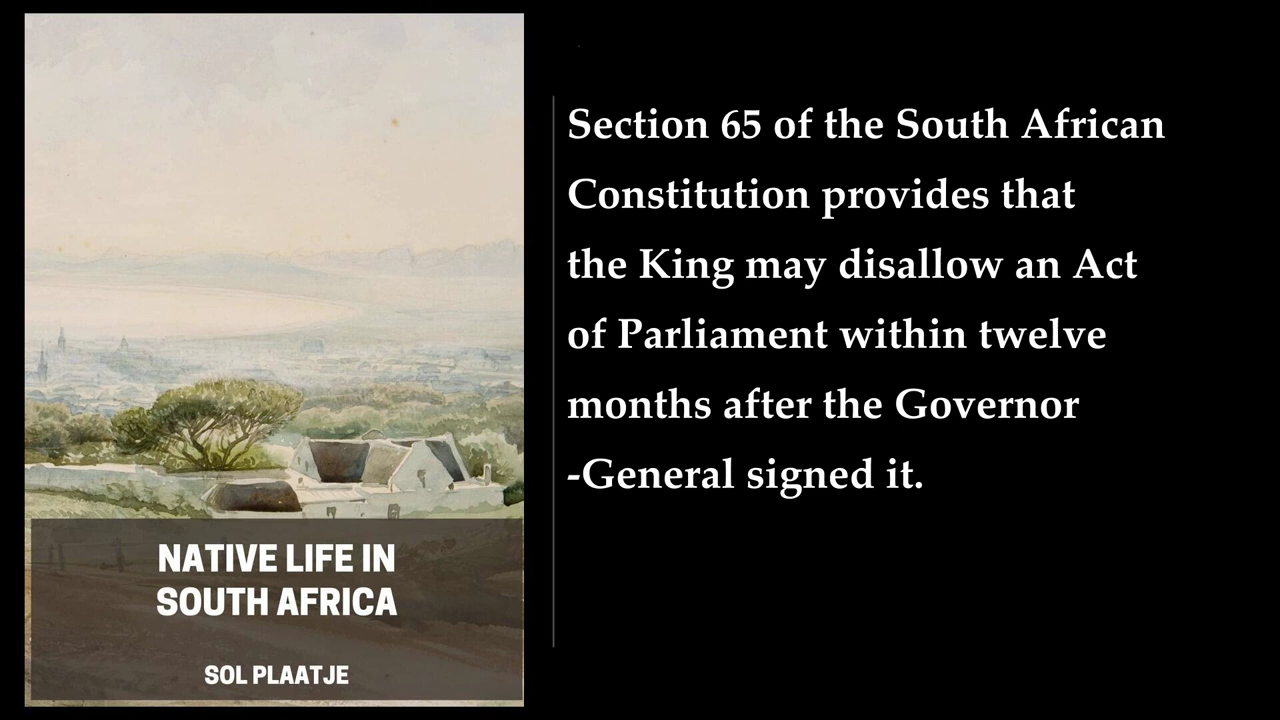 NATIVE LIFE IN
SOUTH AFRICA
SOL PLAATJE
Section 65 of the South African
Constitution provides that
the King may disallow an Act
of Parliament within twelve
months after the Governor
-General signed it.